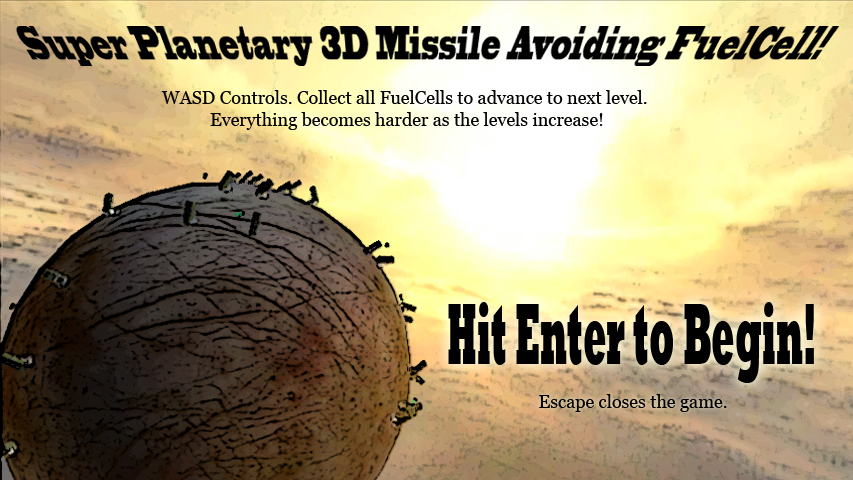 Super Planetary 3D Missile Avoiding FuelCell!
WASD Controls. Collect all FuelCells to advance to next level.
Everything becomes harder as the levels increase!
Hit Enter to Begin!
Escape closes the game.